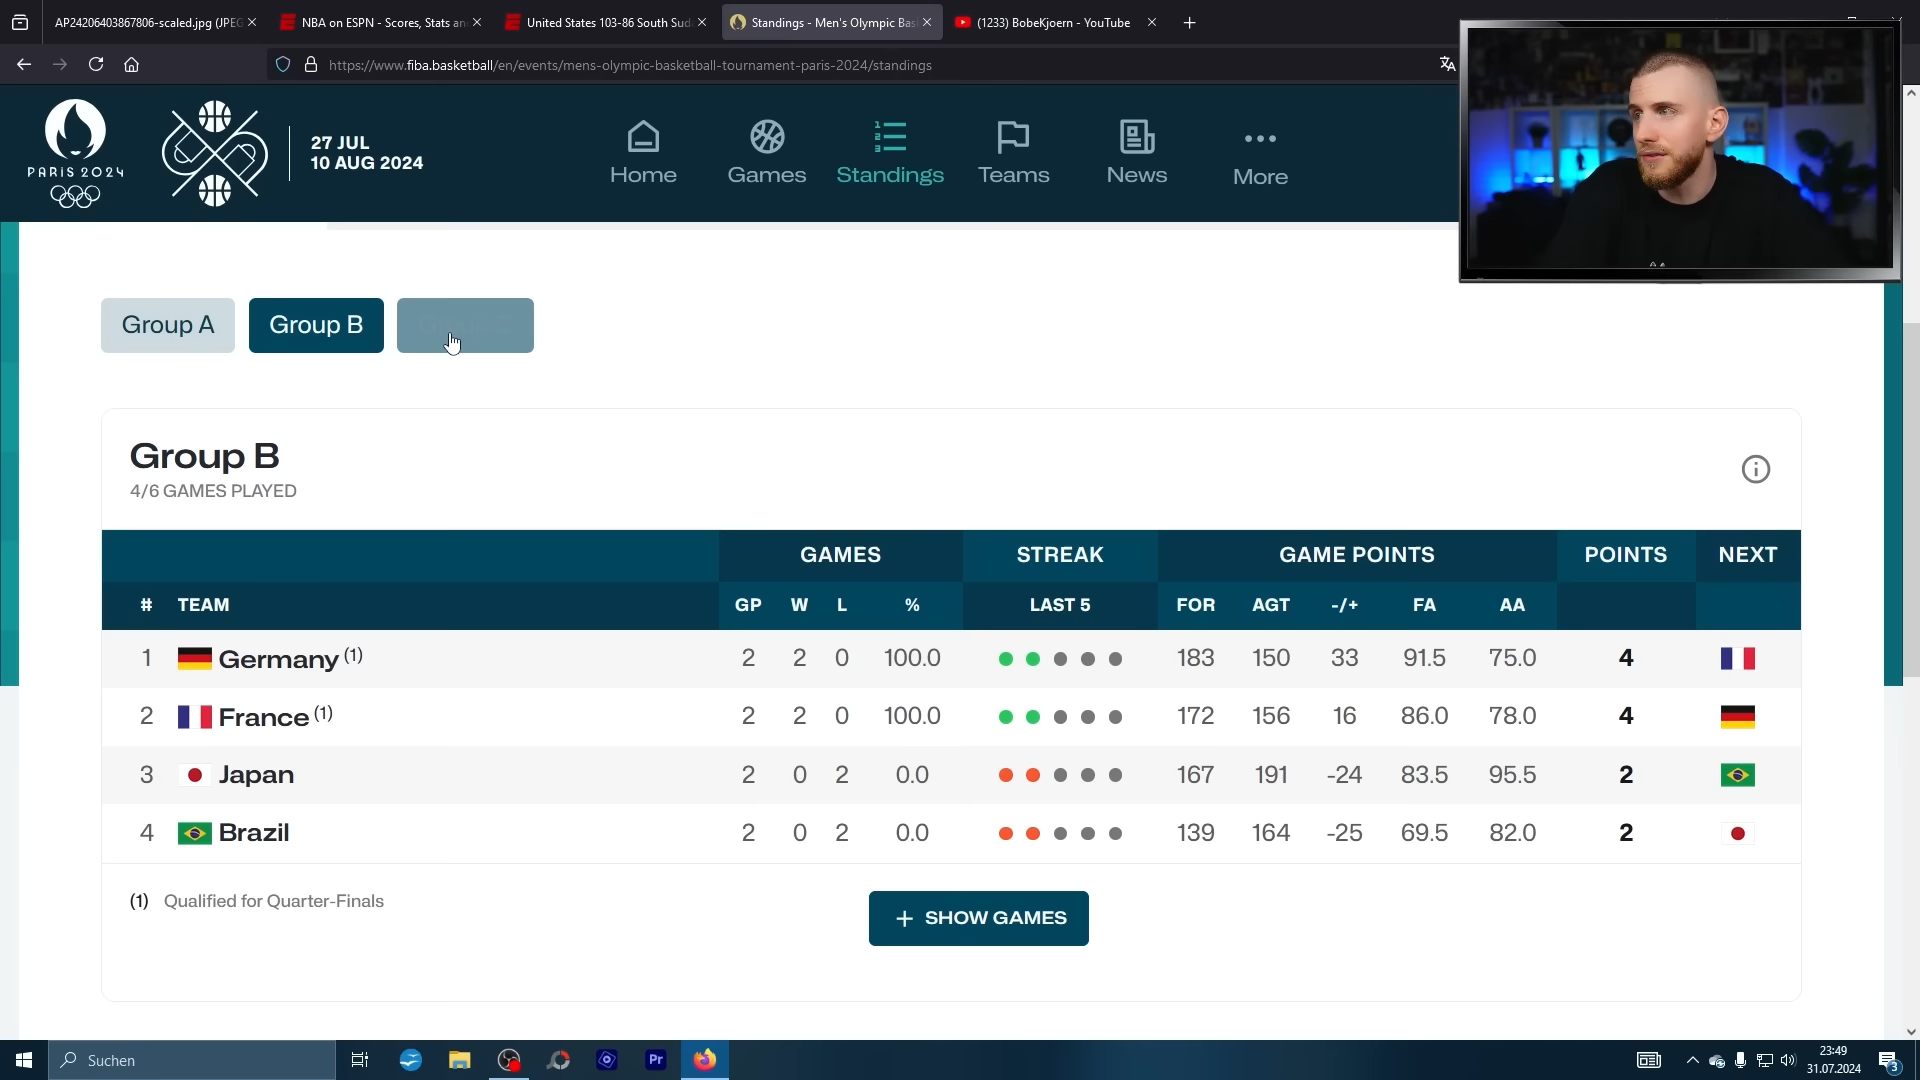 AP24206403867806-scaled.jpg (JPEG
NBA on ESPN - Scores, Stats an
United States 103-86 South Sud
Standings - Men's Olympic Bas
(1233) BobeKjoern - YouTube
https://www.fiba.basketball/en/events/mens-olympic-basketball-tournament-paris-2024/standings
PARIS 2024
27 JUL
10 AUG 2024
Home
Games
Standings
Teams
News
More
Group A
Group B
Group B
4/6 GAMES PLAYED
GAMES STREAK GAME POINTS POINTS NEXT
# TEAM GP W L % LAST 5 FOR AGT -/+ FA AA
1 Germany (1) 2 2 0 100.0 183 150 33 91.5 75.0 4
2 France (1) 2 2 0 100.0 172 156 16 86.0 78.0 4
3 Japan 2 0 2 0.0 167 191 -24 83.5 95.5 2
4 Brazil 2 0 2 0.0 139 164 -25 69.5 82.0 2
(1) Qualified for Quarter-Finals
+ SHOW GAMES
Suchen
Pr
23:49
31.07.2024
3